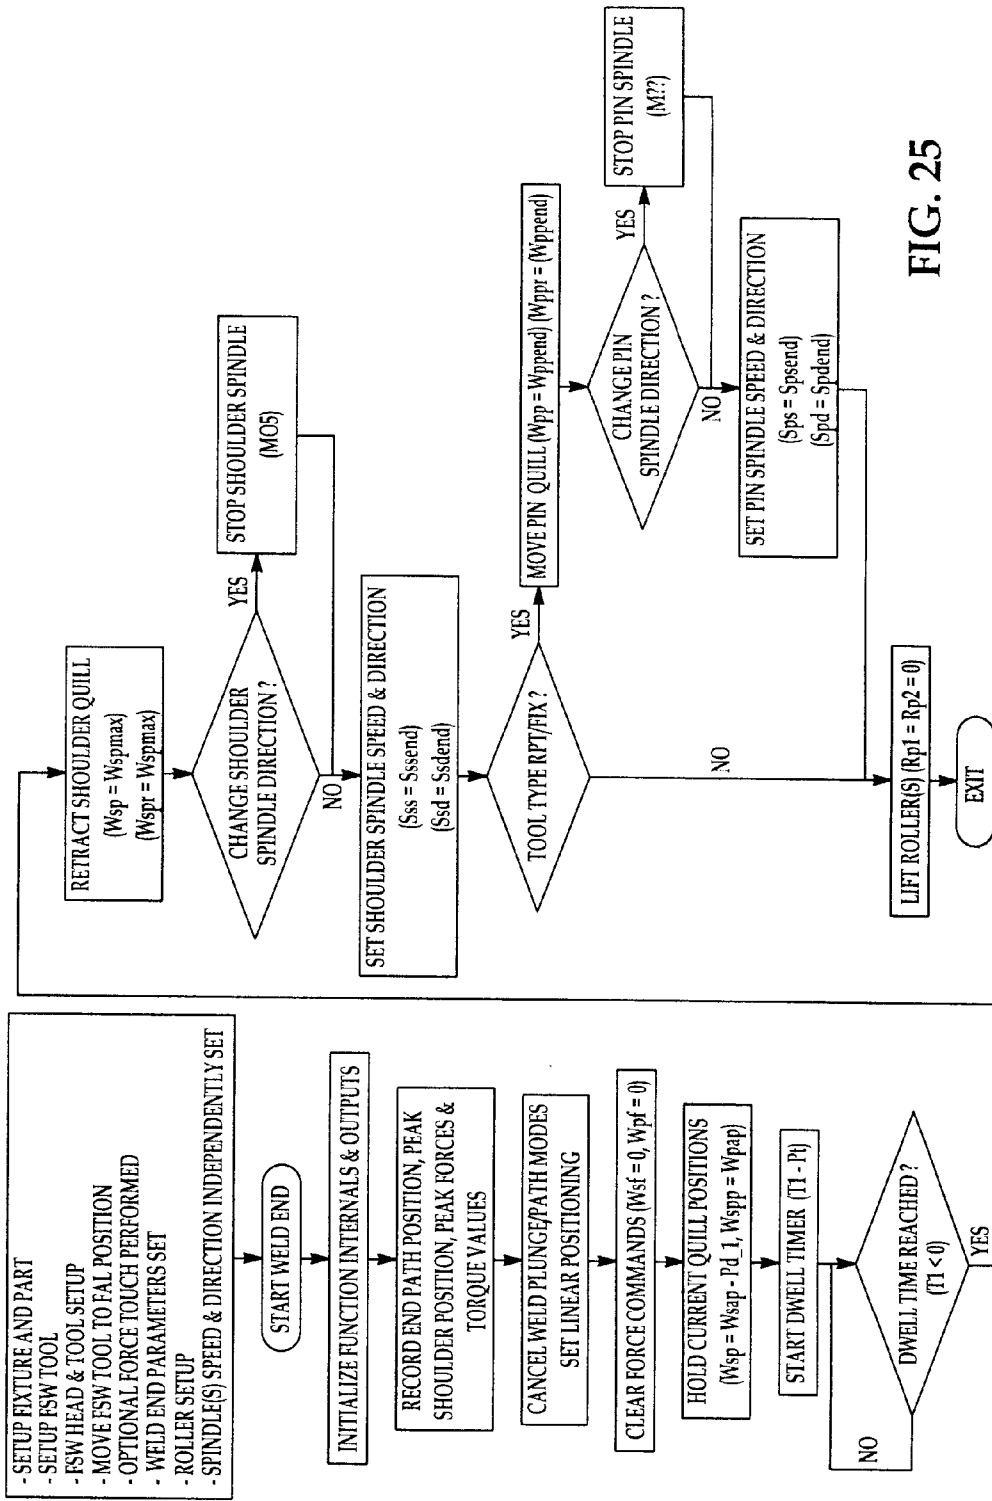 - SETUP FIXTURE AND PART
- SETUP FSW TOOL
- FSW HEAD & TOOL SETUP
- MOVE FSW TOOL TO FAL POSITION
- OPTIONAL FORCE TOUCH PERFORMED
- WELD END PARAMETERS SET
- ROLLER SETUP
- SPINDLE(S) SPEED & DIRECTION INDEPENDENTLY SET
START WELD END
INITIALIZE FUNCTION INTERNALS & OUTPUTS
RECORD END PATH POSITION, PEAK
SHOULDER POSITION, PEAK FORCES &
TORQUE VALUES
CANCEL WELD PLUNGE/PATH MODES
SET LINEAR POSITIONING
CLEAR FORCE COMMANDS (Wsf = 0, Wpf = 0)
HOLD CURRENT QUILL POSITIONS
(Wsp = Wsap - Pd_1, Wspp = Wpap)
START DWELL TIMER (T1 - Pt)
DWELL TIME REACHED ?
(T1 < 0)
NO
YES
RETRACT SHOULDER QUILL
(Wsp = Wspmax)
(Wspr = Wspmax)
CHANGE SHOULDER
SPINDLE DIRECTION ?
YES
STOP SHOULDER SPINDLE
(MO5)
NO
SET SHOULDER SPINDLE SPEED & DIRECTION
(Sss = Sssend)
(Ssd = Ssdend)
TOOL TYPE RPT/FIX ?
YES
MOVE PIN QUILL (Wpp = Wppend) (Wppr = (Wppend)
CHANGE PIN
SPINDLE DIRECTION ?
YES
STOP PIN SPINDLE
(M??)
NO
SET PIN SPINDLE SPEED & DIRECTION
(Sps = Spsend)
(Spd = Spdend)
NO
LIFT ROLLER(S) (Rp1 = Rp2 = 0)
EXIT
FIG. 25